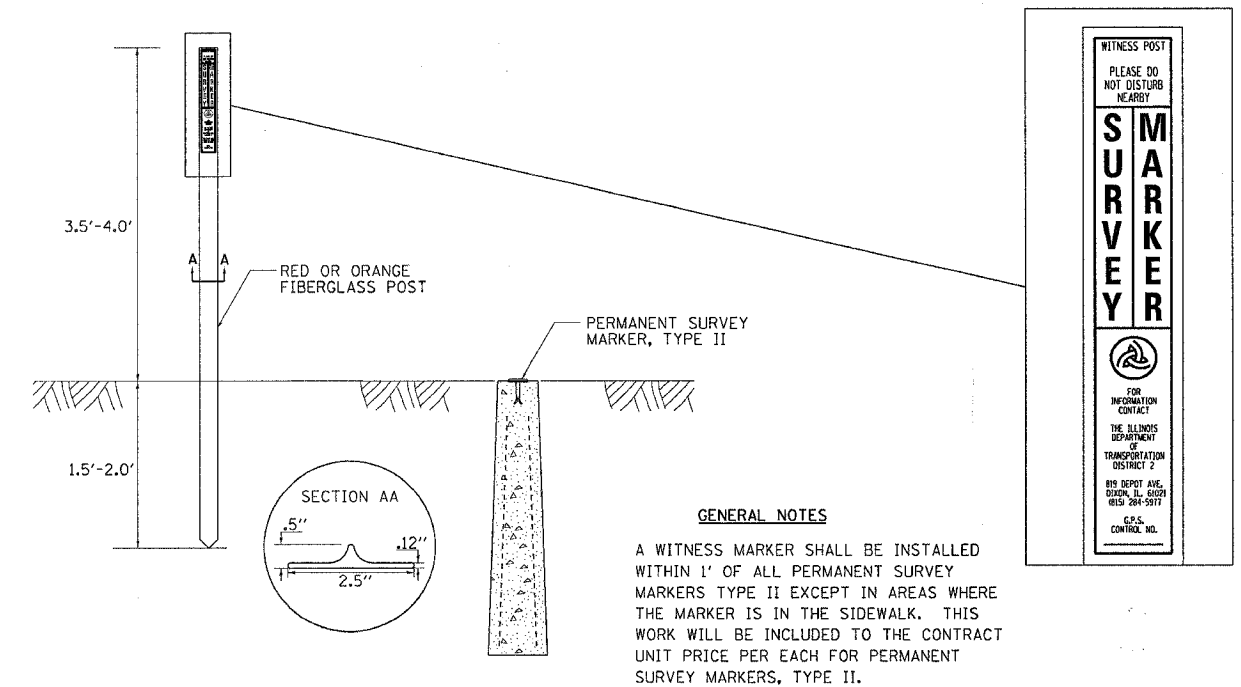 3.5'-4.0'
A A
RED OR ORANGE
FIBERGLASS POST
PERMANENT SURVEY
MARKER, TYPE II
1.5'-2.0'
SECTION AA
.5"
.12"
2.5"
GENERAL NOTES
A WITNESS MARKER SHALL BE INSTALLED
WITHIN 1' OF ALL PERMANENT SURVEY
MARKERS TYPE II EXCEPT IN AREAS WHERE
THE MARKER IS IN THE SIDEWALK. THIS
WORK WILL BE INCLUDED TO THE CONTRACT
UNIT PRICE PER EACH FOR PERMANENT
SURVEY MARKERS, TYPE II.
WITNESS POST
PLEASE DO
NOT DISTURB
NEARBY
SURVEY
MARKER
FOR
INFORMATION
CONTACT
THE ILLINOIS
DEPARTMENT
OF
TRANSPORTATION
DISTRICT 2
819 DEPOT AVE.
DIXON, IL. 61021
(815) 284-5977
G.P.S.
CONTROL NO.